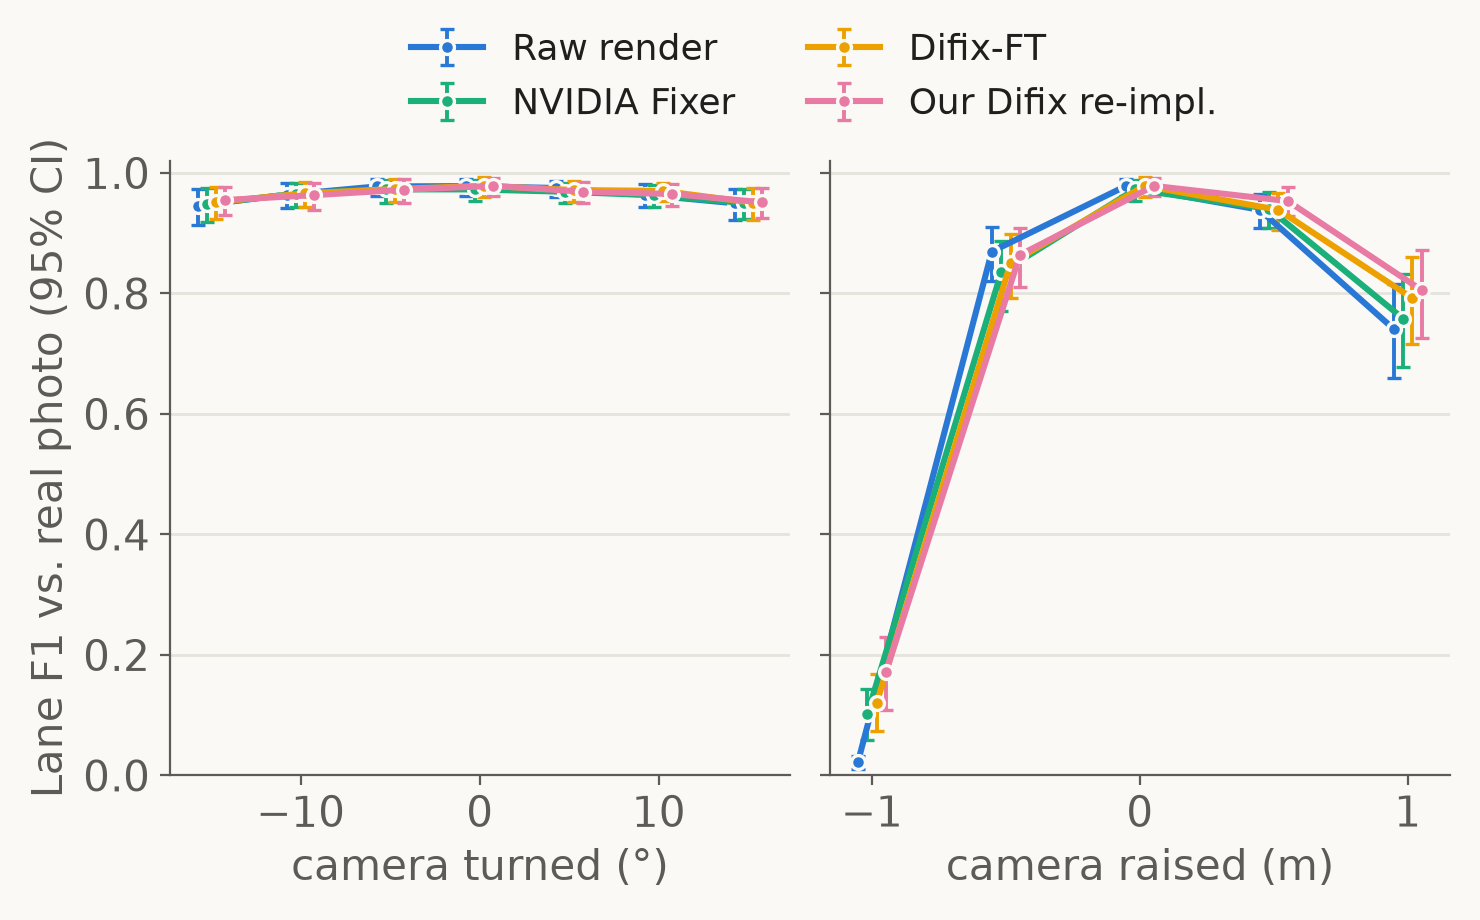 Raw render
NVIDIA Fixer
Difix-FT
Our Difix re-impl.
Lane F1 vs. real photo (95% CI)
1.0
0.8
0.6
0.4
0.2
0.0
−10 0 10
camera turned (°)
−1 0 1
camera raised (m)